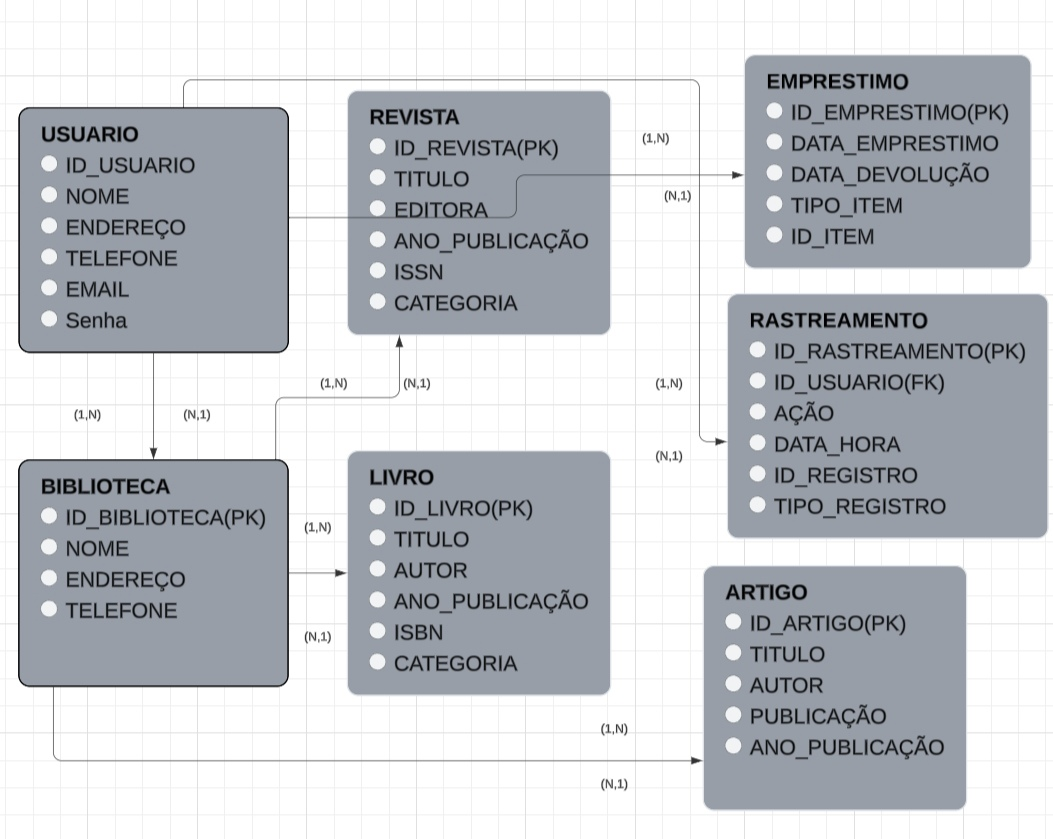 USUARIO
ID_USUARIO
NOME
ENDEREÇO
TELEFONE
EMAIL
Senha
REVISTA
ID_REVISTA(PK)
TITULO
EDITORA
ANO_PUBLICAÇÃO
ISSN
CATEGORIA
(1,N)
(N,1)
EMPRESTIMO
ID_EMPRESTIMO(PK)
DATA_EMPRESTIMO
DATA_DEVOLUÇÃO
TIPO_ITEM
ID_ITEM
RASTREAMENTO
ID_RASTREAMENTO(PK)
ID_USUARIO(FK)
AÇÃO
DATA_HORA
ID_REGISTRO
TIPO_REGISTRO
(1,N)
(N,1)
(1,N)
(N,1)
(1,N)
(N,1)
BIBLIOTECA
ID_BIBLIOTECA(PK)
NOME
ENDEREÇO
TELEFONE
(1,N)
(N,1)
LIVRO
ID_LIVRO(PK)
TITULO
AUTOR
ANO_PUBLICAÇÃO
ISBN
CATEGORIA
ARTIGO
ID_ARTIGO(PK)
TITULO
AUTOR
PUBLICAÇÃO
ANO_PUBLICAÇÃO
(1,N)
(N,1)